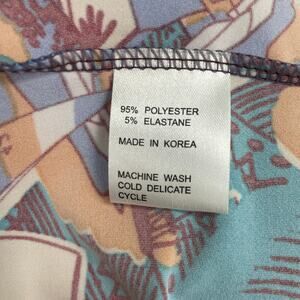 95% POLYESTER
5% ELASTANE
MADE IN KOREA
MACHINE WASH
COLD DELICATE
CYCLE